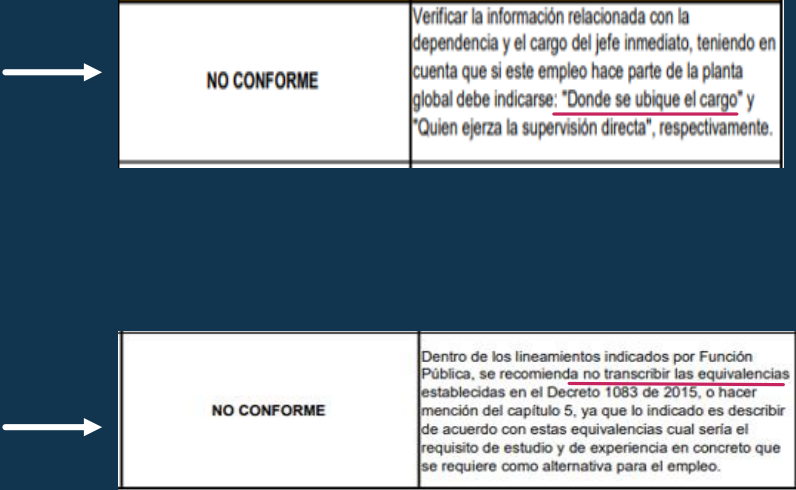 NO CONFORME
Verificar la información relacionada con la
dependencia y el cargo del jefe inmediato, teniendo en
cuenta que si este empleo hace parte de la planta
global debe indicarse: "Donde se ubique el cargo" y
"Quien ejerza la supervisión directa", respectivamente.
NO CONFORME
Dentro de los lineamientos indicados por Función
Pública, se recomienda no transcribir las equivalencias
establecidas en el Decreto 1083 de 2015, o hacer
mención del capítulo 5, ya que lo indicado es describir
de acuerdo con estas equivalencias cual sería el
requisito de estudio y de experiencia en concreto que
se requiere como alternativa para el empleo.